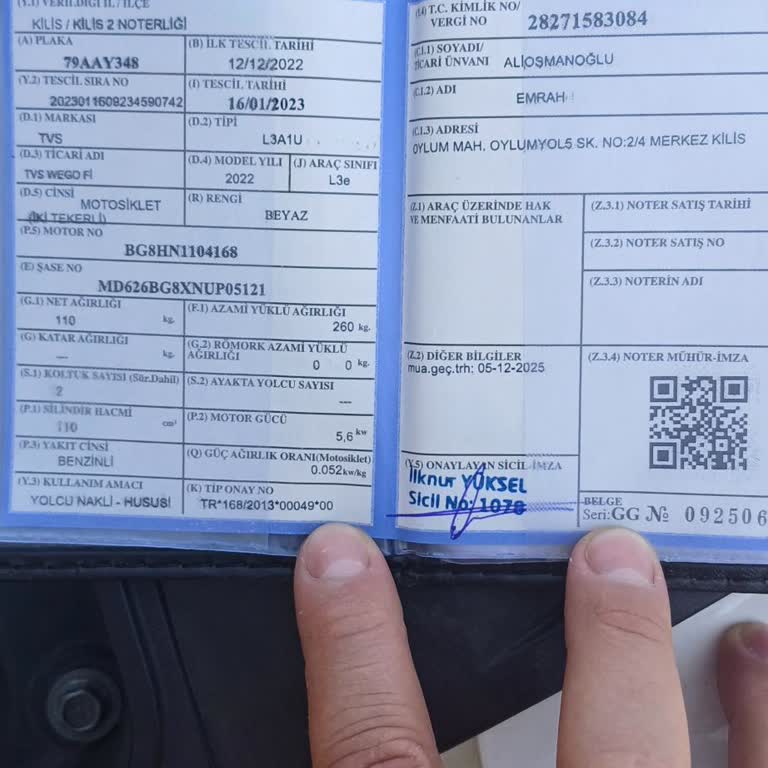 (Y.1) VERİLDİĞİ İL / İLÇE
KİLİS / KİLİS 2 NOTERLİĞİ
(A) PLAKA
79AAY348
(B) İLK TESCİL TARİHİ
12/12/2022
(Y.2) TESCİL SIRA NO
2023011609234590742
(I) TESCİL TARİHİ
16/01/2023
(D.1) MARKASI
TVS
(D.2) TİPİ
L3A1U
(D.3) TİCARİ ADI
TVS WEGO Fİ
(D.4) MODEL YILI
2022
(J) ARAÇ SINIFI
L3e
(D.5) CİNSİ
MOTOSİKLET
(İKİ TEKERLİ)
(R) RENGİ
BEYAZ
(P.5) MOTOR NO
BG8HN1104168
(E) ŞASE NO
MD626BG8XNUP05121
(G.1) NET AĞIRLIĞI
110 kg.
(F.1) AZAMİ YÜKLÜ AĞIRLIĞI
260 kg.
(G) KATAR AĞIRLIĞI
--- kg.
(G.2) RÖMORK AZAMİ YÜKLÜ
AĞIRLIĞI
0 0 kg.
(S.1) KOLTUK SAYISI (Sür.Dahil)
2
(S.2) AYAKTA YOLCU SAYISI
---
(P.1) SİLİNDİR HACMİ
110 cm³
(P.2) MOTOR GÜCÜ
5,6 kw
(P.3) YAKIT CİNSİ
BENZİNLİ
(Q) GÜÇ AĞIRLIK ORANI(Motosiklet)
0.052 kw/kg
(Y.3) KULLANIM AMACI
YOLCU NAKLİ - HUSUSİ
(K) TİP ONAY NO
TR*168/2013*00049*00
(Y.4) T.C. KİMLİK NO/
VERGİ NO
28271583084
(C.1.1) SOYADI/
TİCARİ ÜNVANI
ALİOSMANOĞLU
(C.1.2) ADI
EMRAH
(C.1.3) ADRESİ
OYLUM MAH. OYLUMYOL5 SK. NO:2/4 MERKEZ KİLİS
(Z.1) ARAÇ ÜZERİNDE HAK
VE MENFAATİ BULUNANLAR
(Z.3.1) NOTER SATIŞ TARİHİ
(Z.3.2) NOTER SATIŞ NO
(Z.3.3) NOTERİN ADI
(Z.2) DİĞER BİLGİLER
mua.geç.trh: 05-12-2025
(Z.3.4) NOTER MÜHÜR-İMZA
(Y.5) ONAYLAYAN SİCİL-İMZA
İlknur YÜKSEL
Sicil No: 1070
BELGE
Seri:GG № 092506